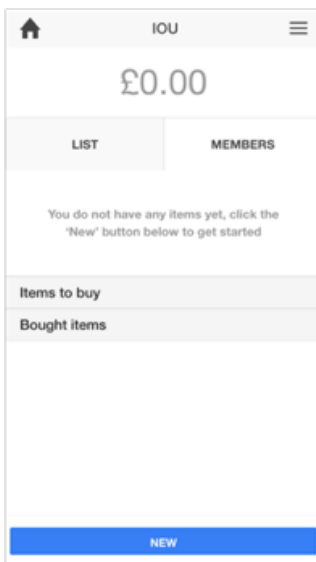 IOU
£0.00
LIST MEMBERS
You do not have any items yet, click the
'New' button below to get started
Items to buy
Bought items
NEW